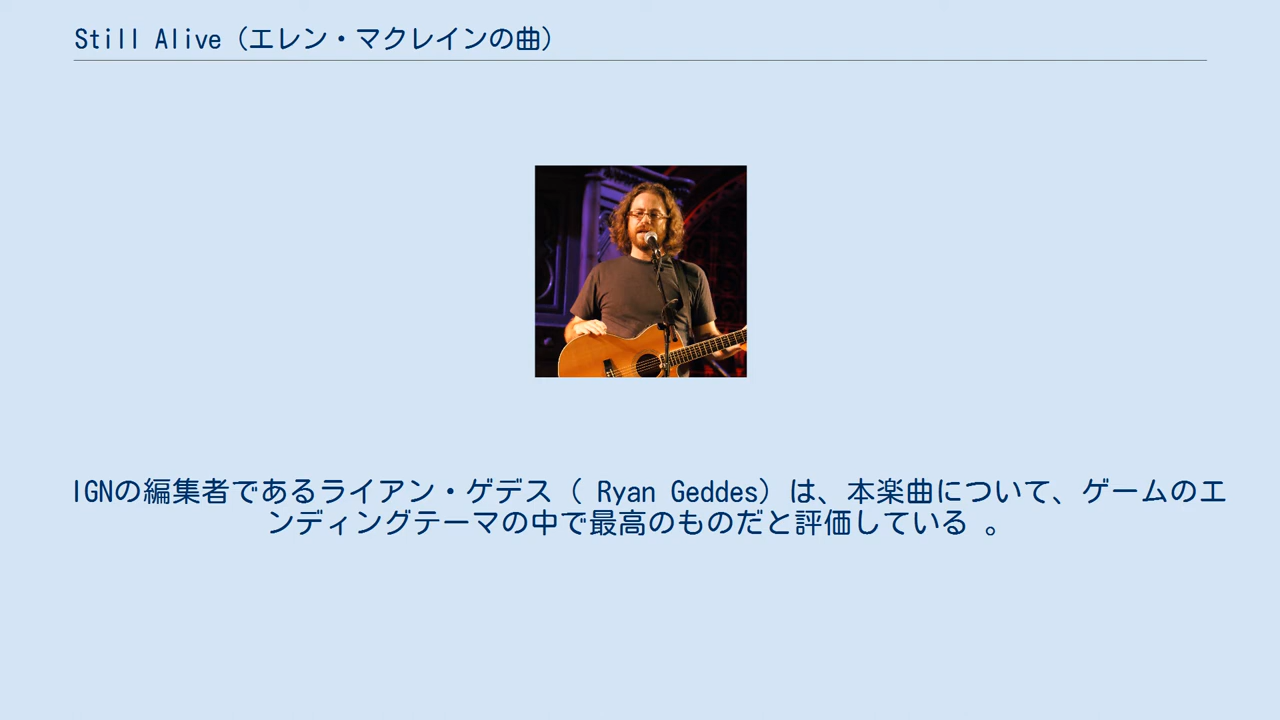 Still Alive（エレン・マクレインの曲）
IGNの編集者であるライアン・ゲデス（ Ryan Geddes）は、本楽曲について、ゲームのエ
ンディングテーマの中で最高のものだと評価している 。